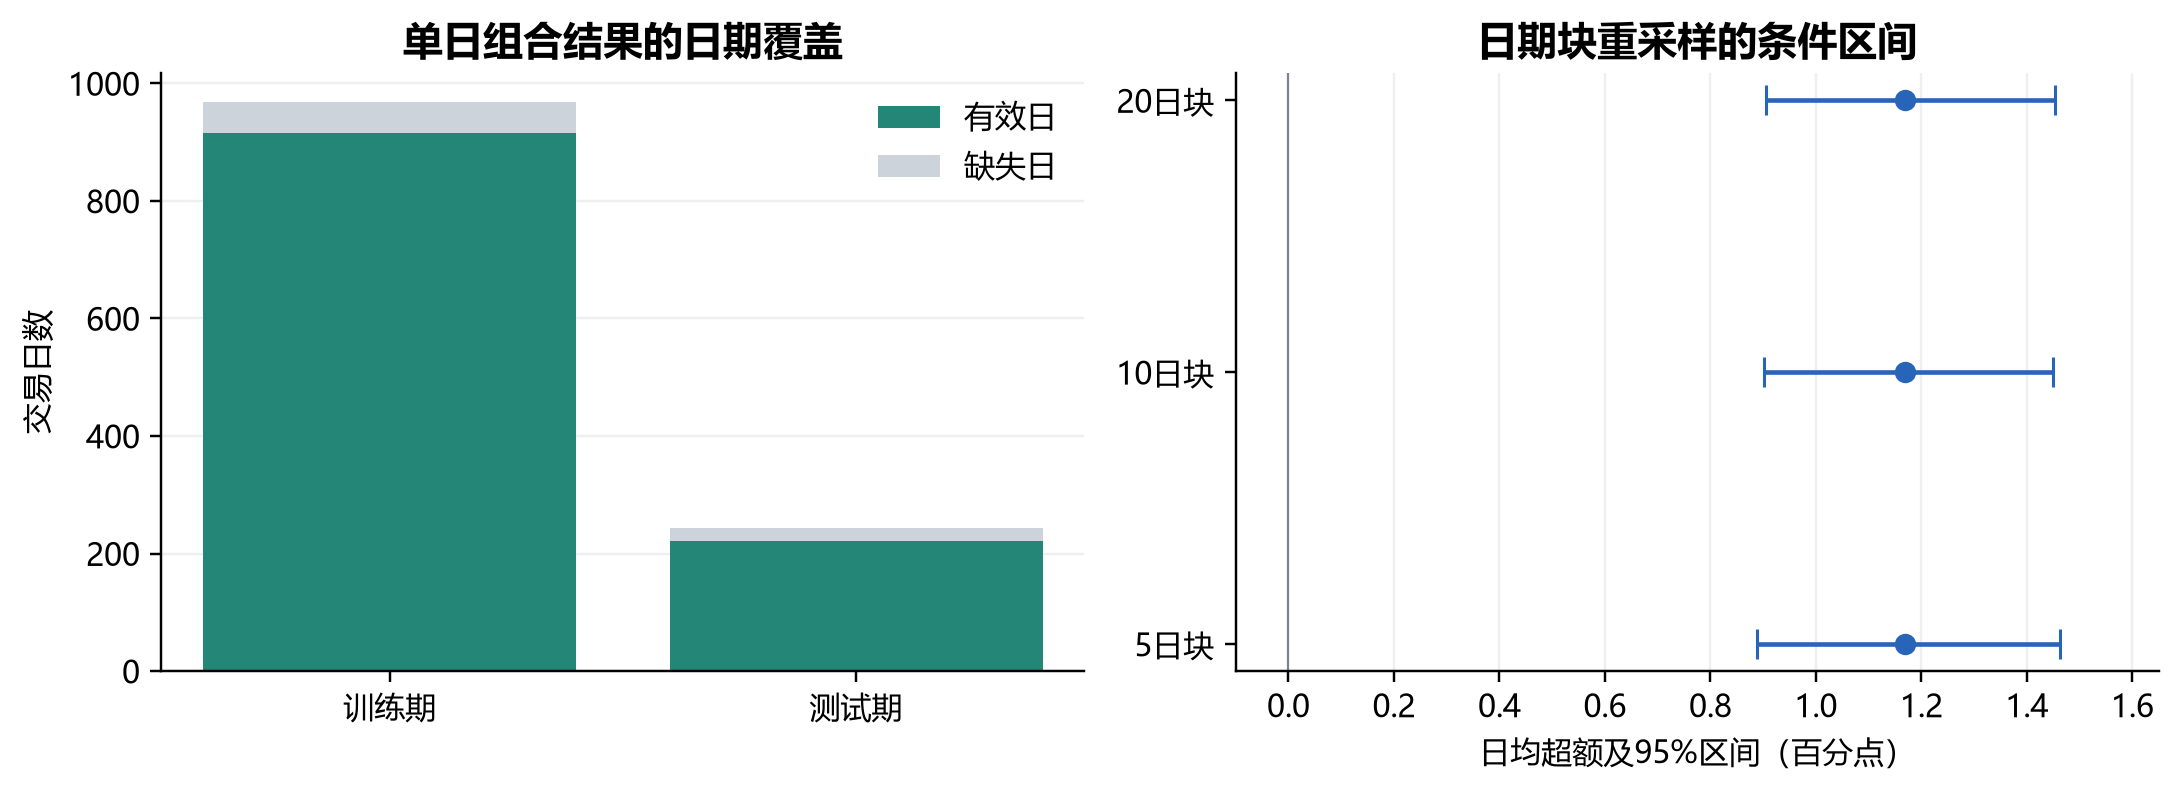 单日组合结果的日期覆盖
1000
800
600
400
200
0
交易日数
有效日
缺失日
训练期
测试期
日期块重采样的条件区间
20日块
10日块
5日块
0.0 0.2 0.4 0.6 0.8 1.0 1.2 1.4 1.6
日均超额及95%区间（百分点）